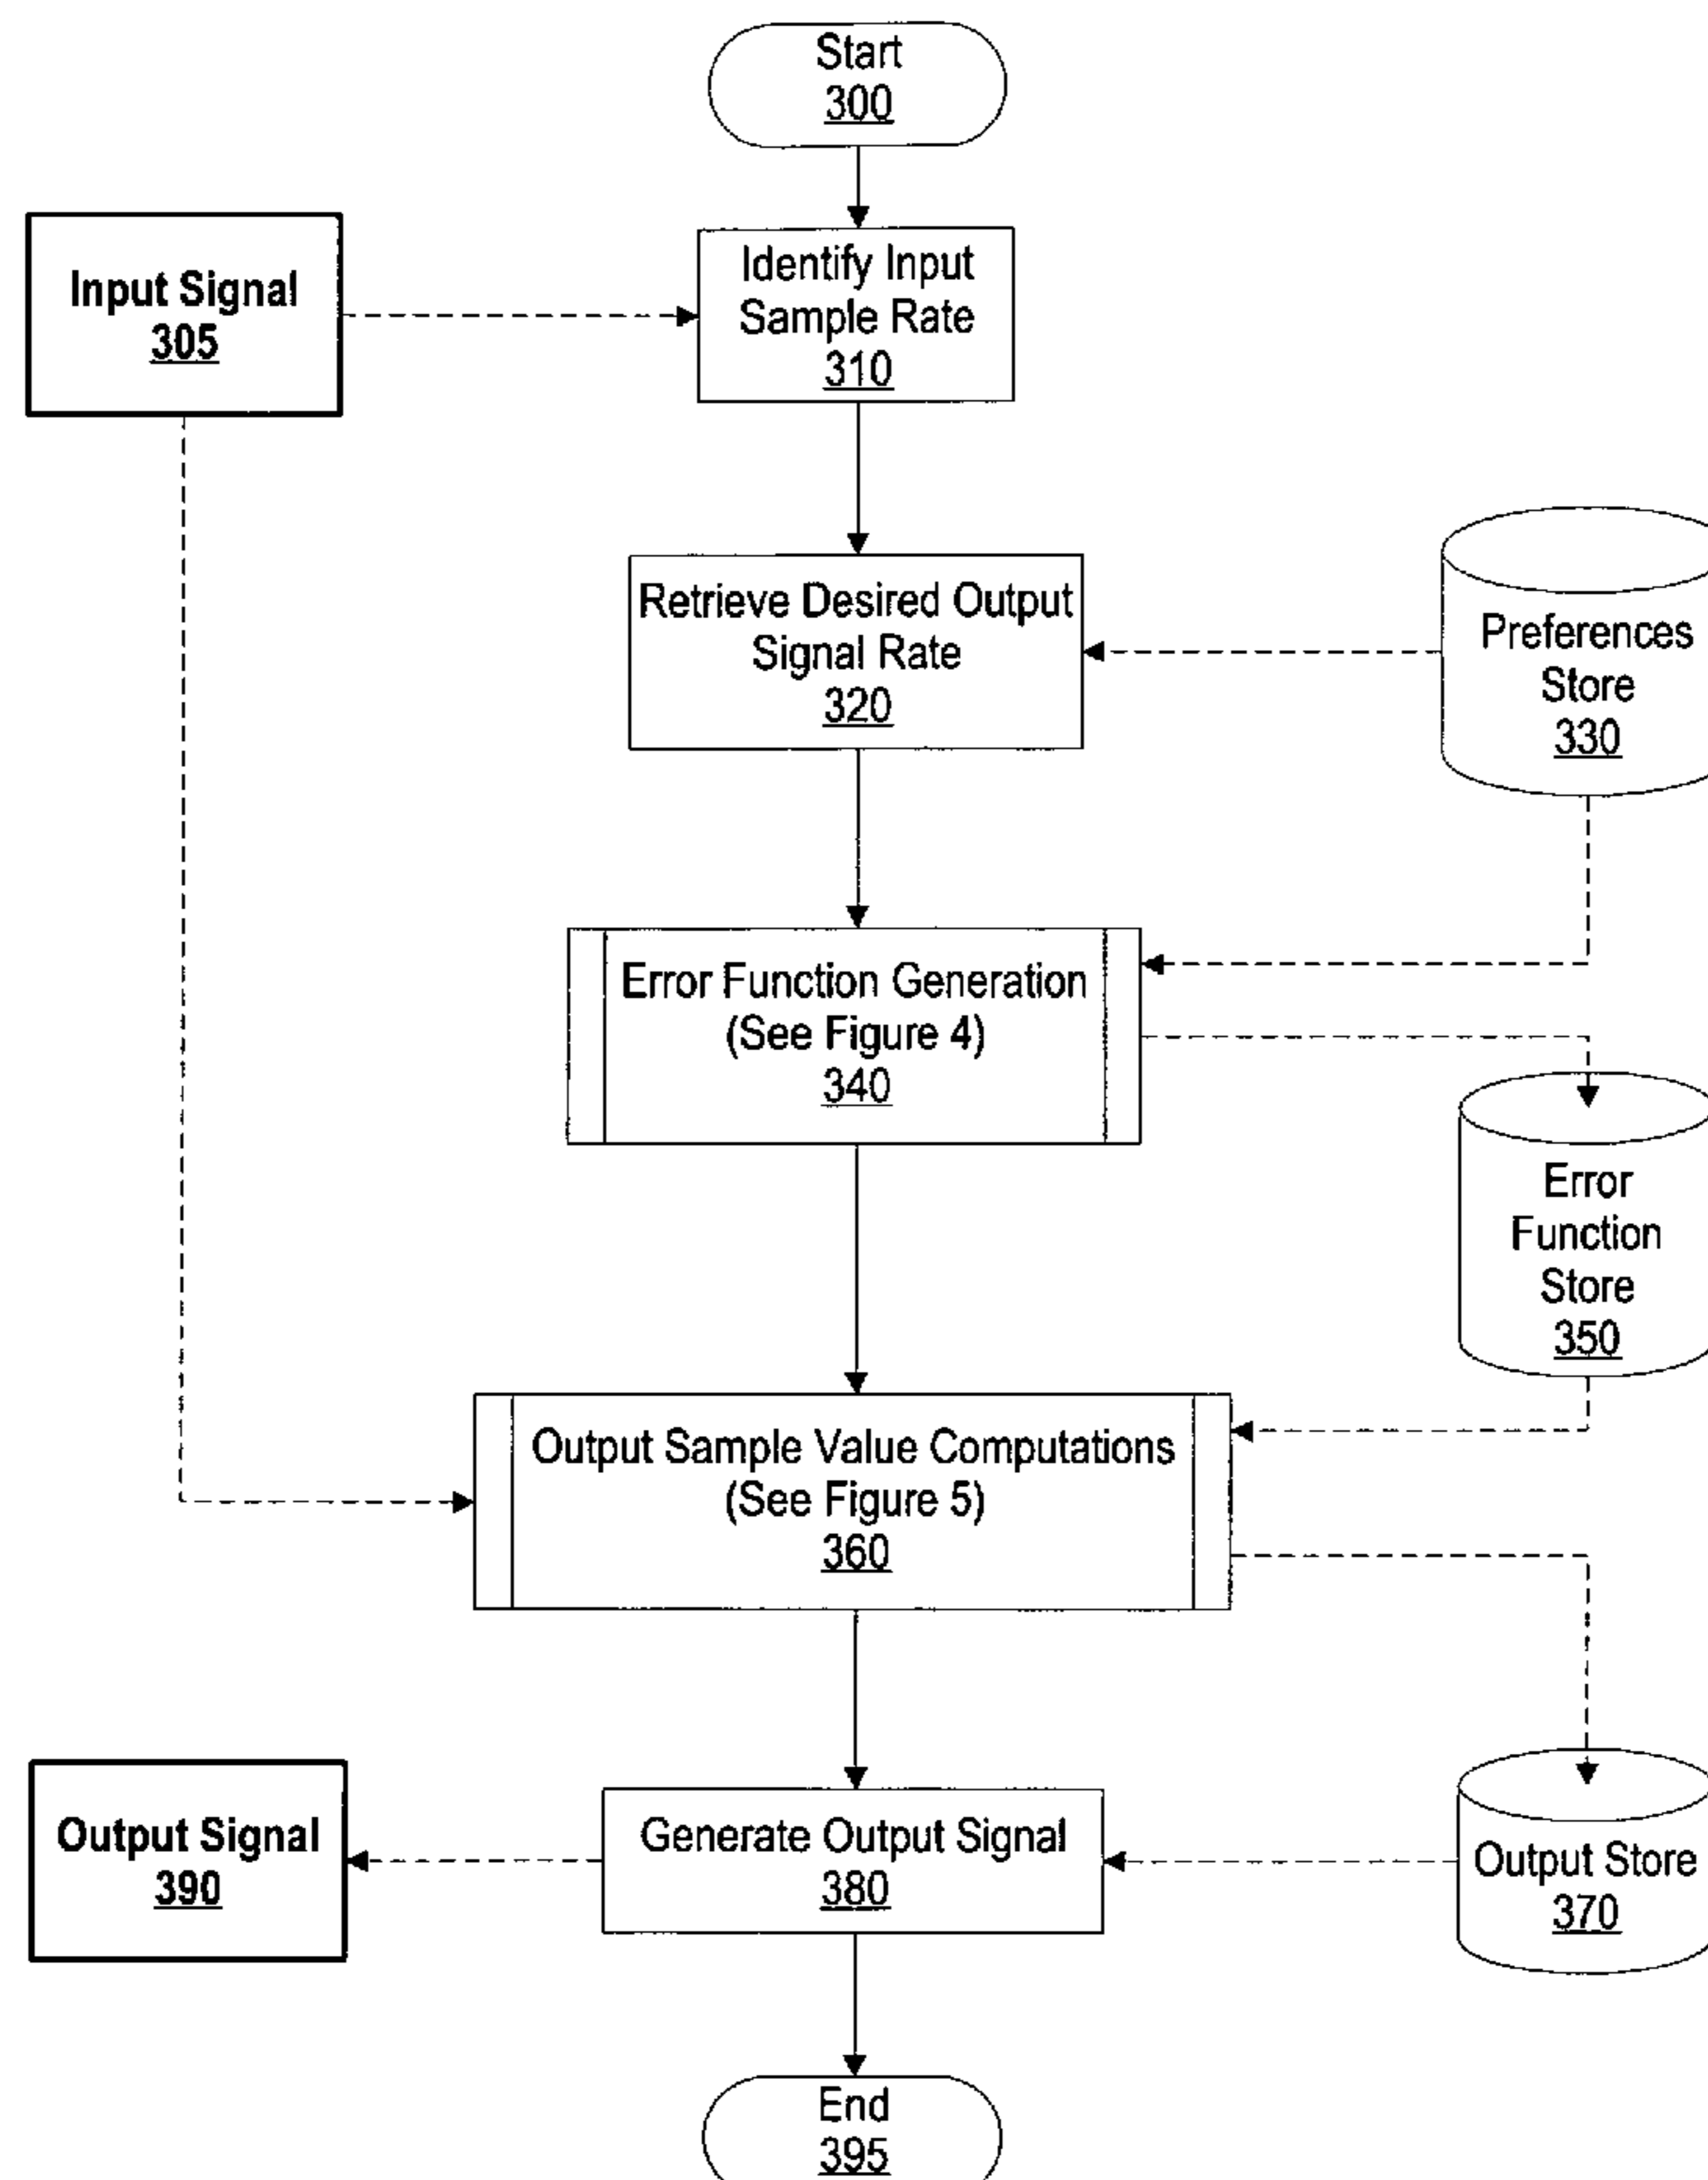 Start
300
Input Signal
305
Identify Input
Sample Rate
310
Retrieve Desired Output
Signal Rate
320
Preferences
Store
330
Error Function Generation
(See Figure 4)
340
Error
Function
Store
350
Output Sample Value Computations
(See Figure 5)
360
Output Signal
390
Generate Output Signal
380
Output Store
370
End
395